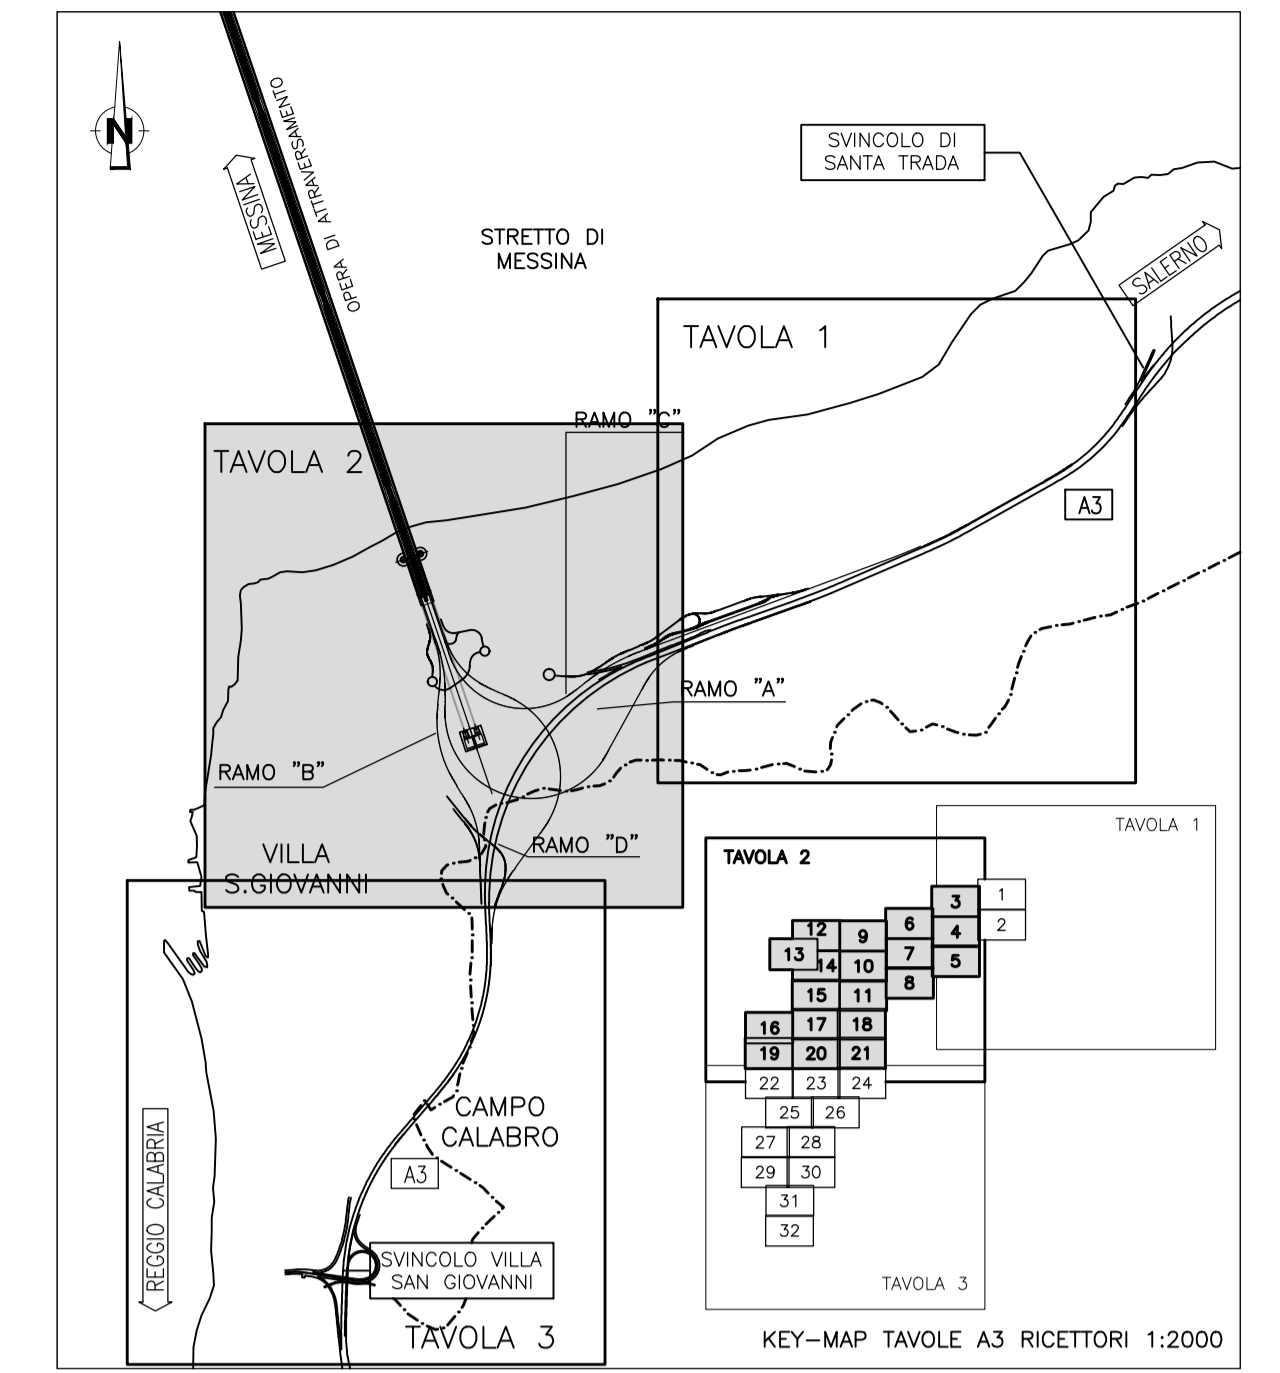 N
MESSINA
OPERA DI ATTRAVERSAMENTO
STRETTO DI
MESSINA
SVINCOLO DI
SANTA TRADA
SALERNO
TAVOLA 1
RAMO "C"
TAVOLA 2
A3
RAMO "A"
RAMO "B"
RAMO "D"
VILLA
S.GIOVANNI
CAMPO
CALABRO
A3
REGGIO CALABRIA
SVINCOLO VILLA
SAN GIOVANNI
TAVOLA 3
TAVOLA 1
TAVOLA 2
3
1
4
2
5
6
7
8
12
9
13
14
10
15
11
16
17
18
19
20
21
22
23
24
25
26
27
28
29
30
31
32
TAVOLA 3
KEY-MAP TAVOLE A3 RICETTORI 1:2000